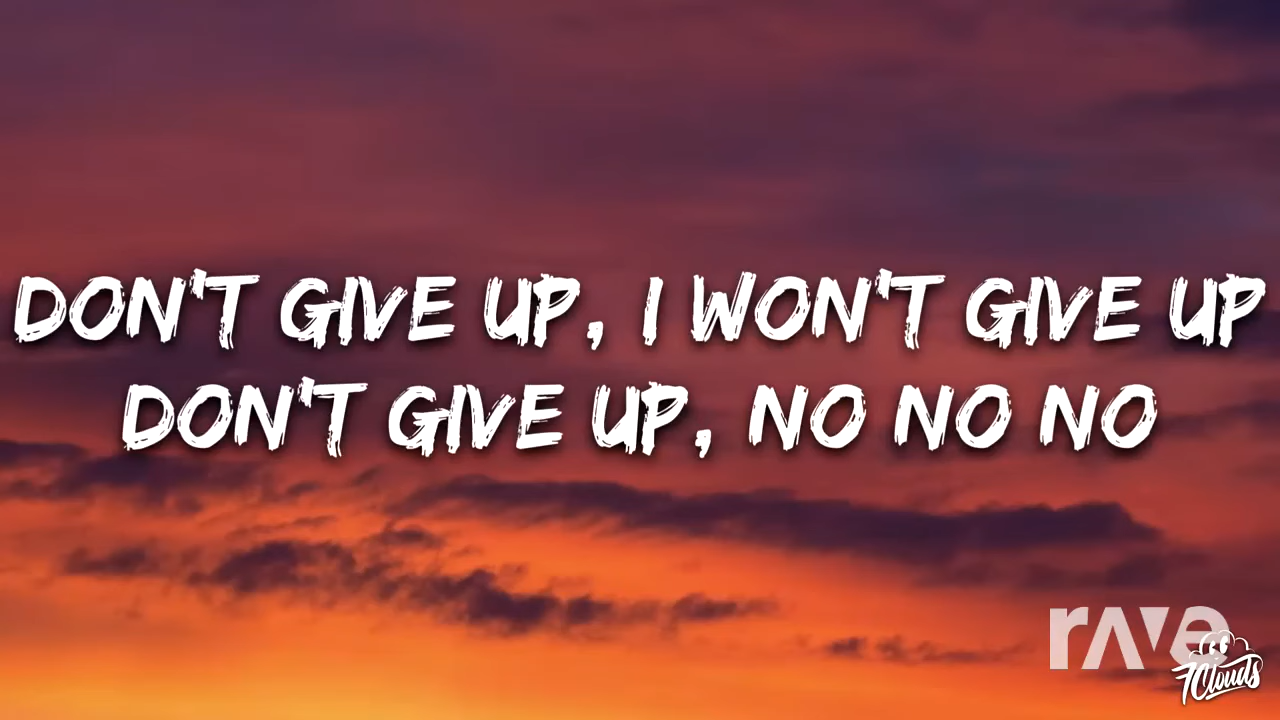 DON'T GIVE UP, I WON'T GIVE UP
DON'T GIVE UP, NO NO NO
rave
7clouds